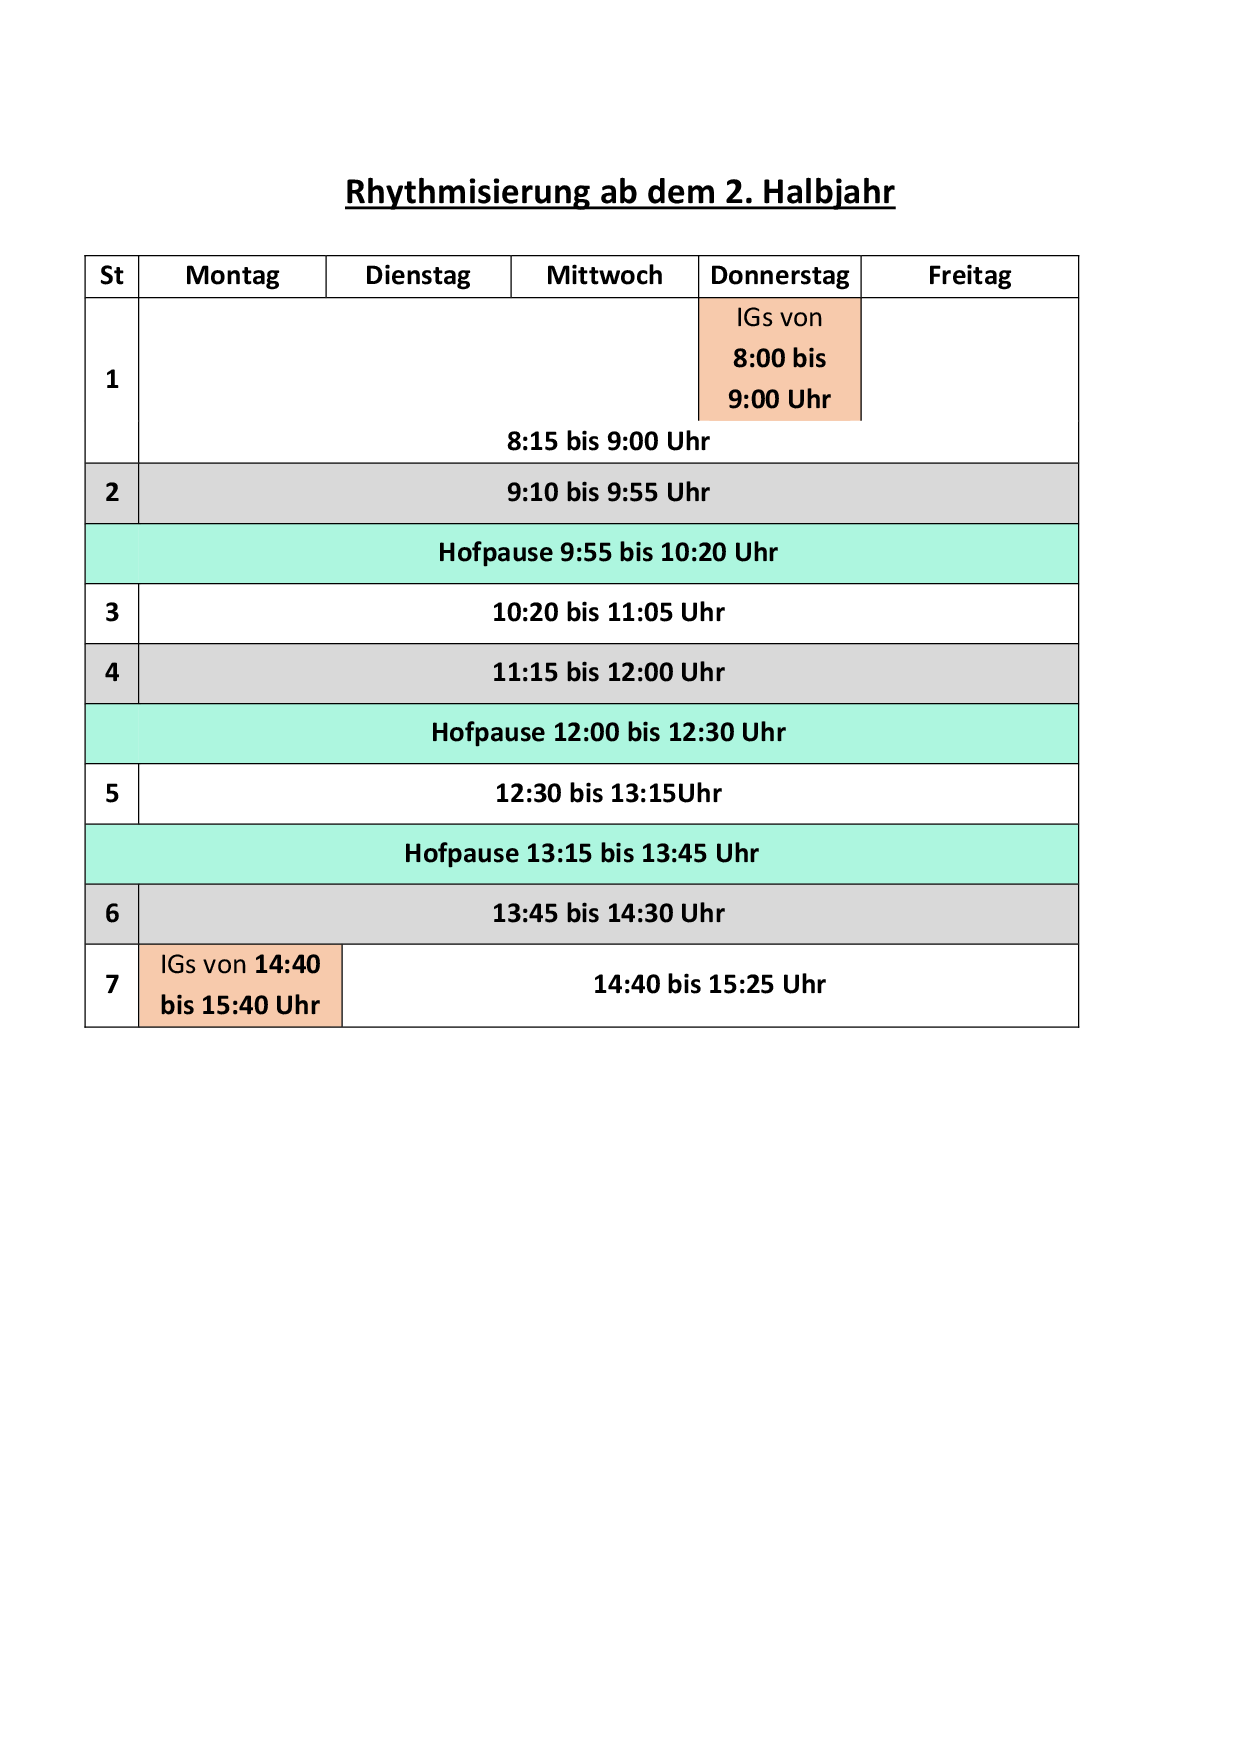 Rhythmisierung ab dem 2. Halbjahr
St Montag Dienstag Mittwoch Donnerstag Freitag
1
IGs von
8:00 bis
9:00 Uhr
8:15 bis 9:00 Uhr
2 9:10 bis 9:55 Uhr
Hofpause 9:55 bis 10:20 Uhr
3 10:20 bis 11:05 Uhr
4 11:15 bis 12:00 Uhr
Hofpause 12:00 bis 12:30 Uhr
5 12:30 bis 13:15Uhr
Hofpause 13:15 bis 13:45 Uhr
6 13:45 bis 14:30 Uhr
7
IGs von 14:40
bis 15:40 Uhr
14:40 bis 15:25 Uhr